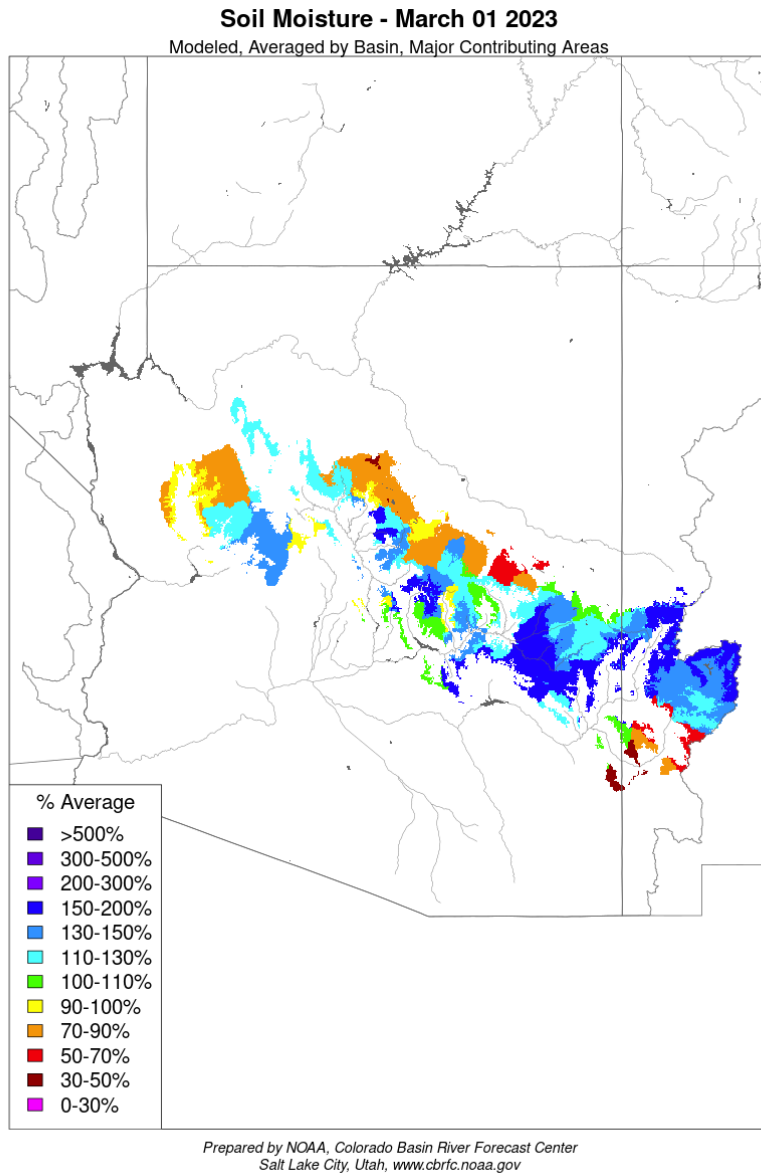 Soil Moisture - March 01 2023
Modeled, Averaged by Basin, Major Contributing Areas
% Average
>500%
300-500%
200-300%
150-200%
130-150%
110-130%
100-110%
90-100%
70-90%
50-70%
30-50%
0-30%
Prepared by NOAA, Colorado Basin River Forecast Center
Salt Lake City, Utah, www.cbrfc.noaa.gov